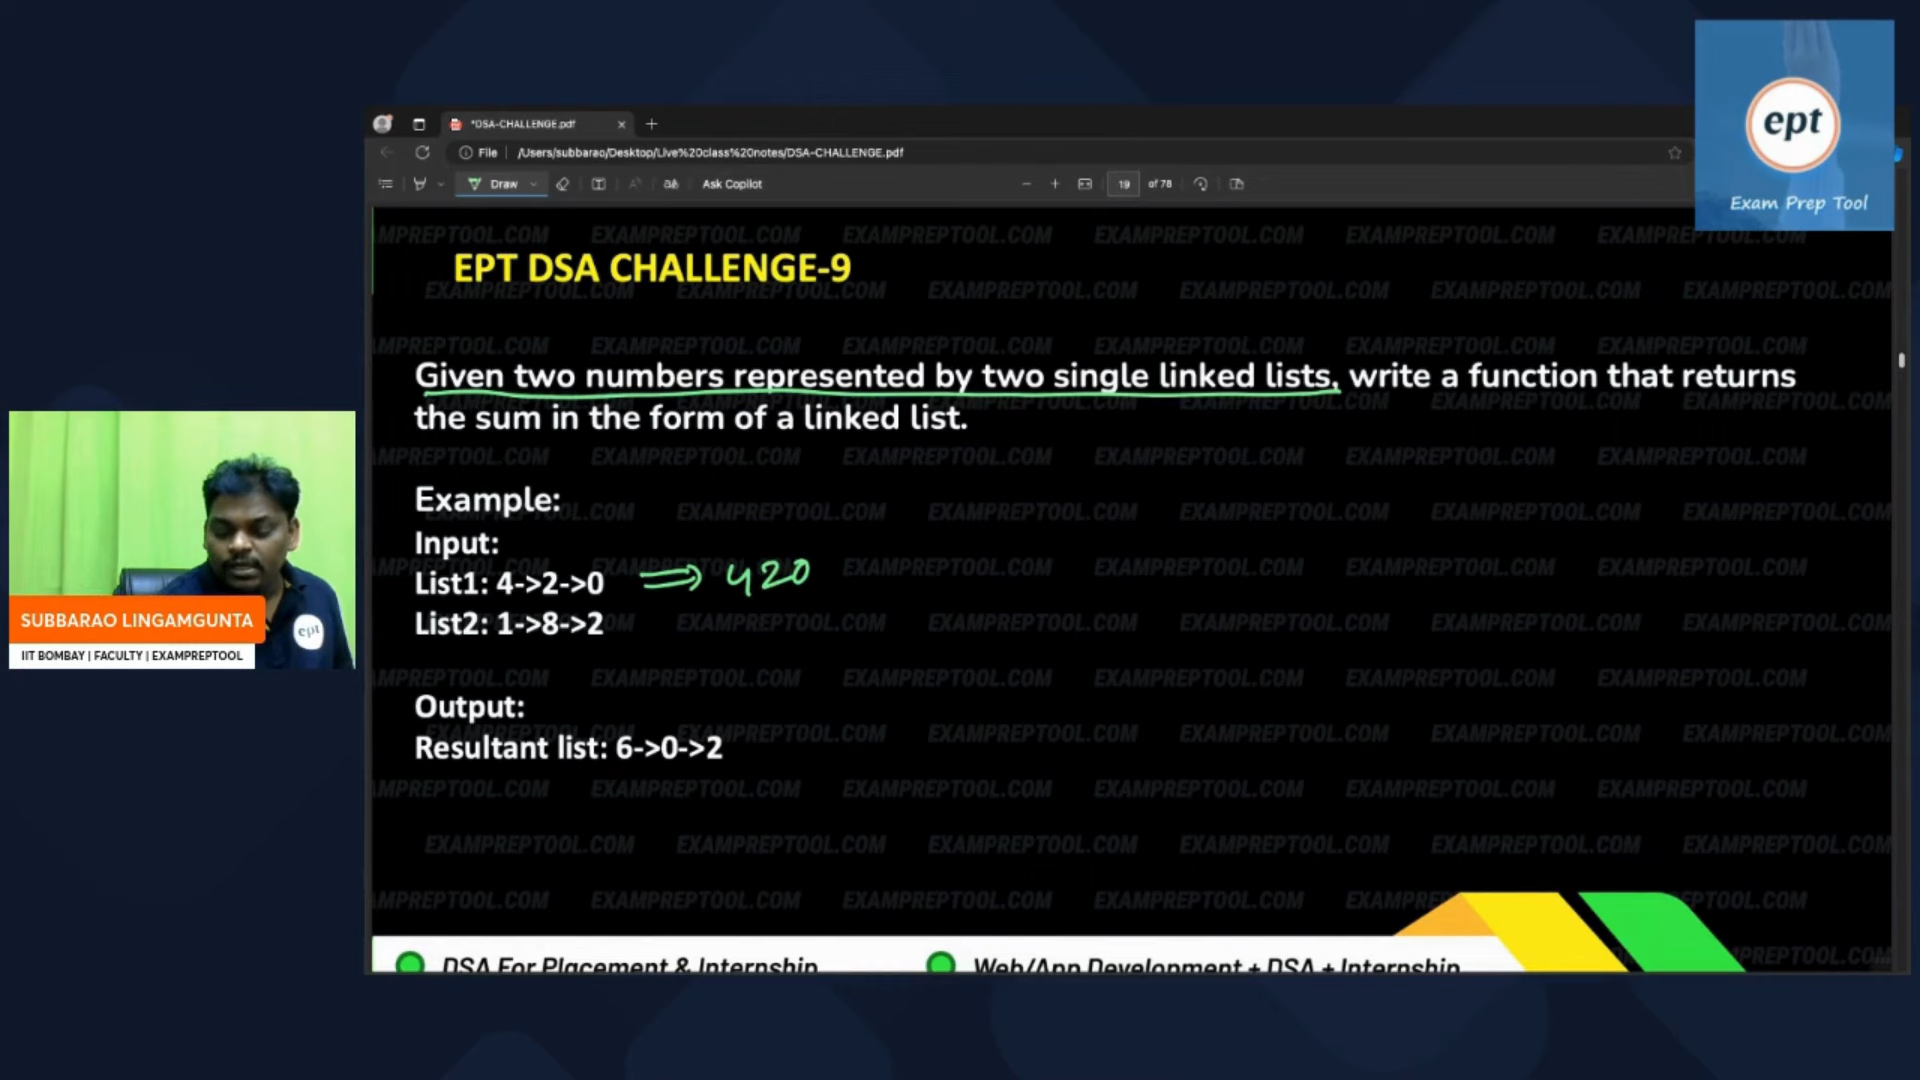 ept
Exam Prep Tool
*DSA-CHALLENGE.pdf
File | /Users/subbarao/Desktop/Live%20class%20notes/DSA-CHALLENGE.pdf
Draw
Ask Copilot
19 of 78
EPT DSA CHALLENGE-9
Given two numbers represented by two single linked lists, write a function that returns
the sum in the form of a linked list.
Example:
Input:
List1: 4->2->0 ⟹ 420
List2: 1->8->2
Output:
Resultant list: 6->0->2
SUBBARAO LINGAMGUNTA
IIT BOMBAY | FACULTY | EXAMPREPTOOL
ept
DSA For Placement & Internship
Web/App Development + DSA + Internship
EXAMPREPTOOL.COM